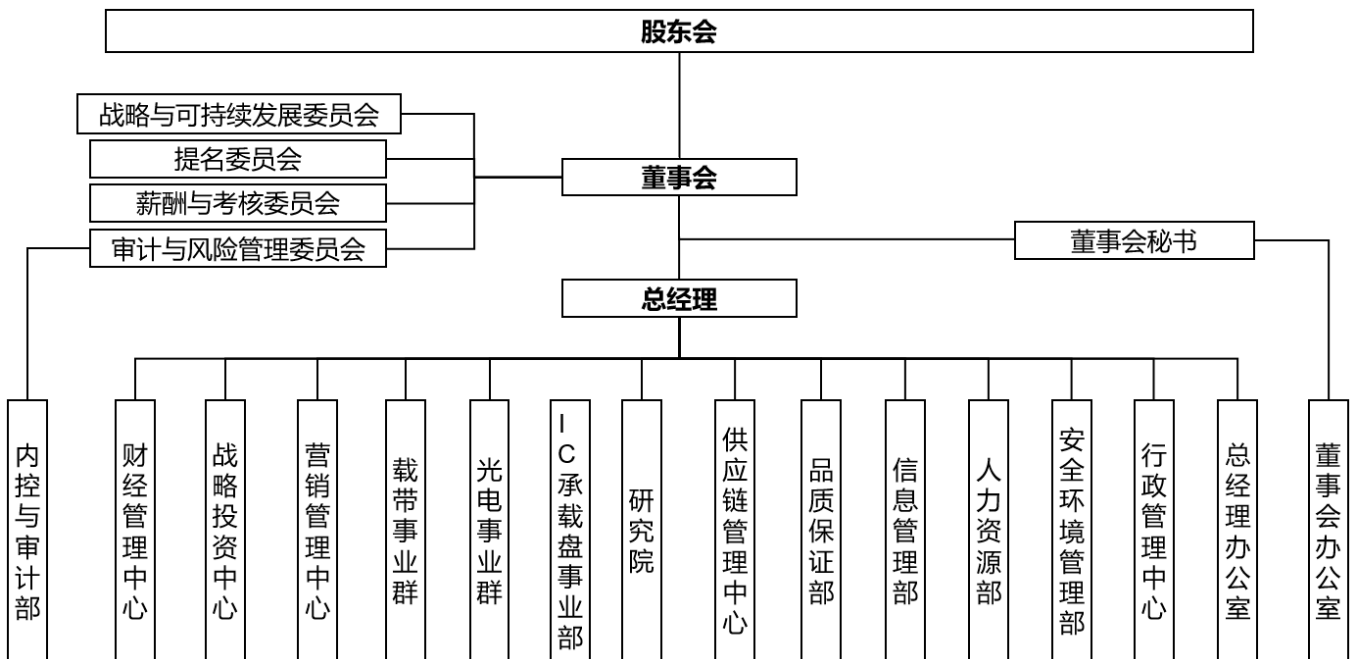 股东会
战略与可持续发展委员会
提名委员会
董事会
薪酬与考核委员会
审计与风险管理委员会
董事会秘书
总经理
内控与审计部
财经管理中心
战略投资中心
营销管理中心
载带事业群
光电事业群
IC承载盘事业部
研究院
供应链管理中心
品质保证部
信息管理部
人力资源部
安全环境管理部
行政管理中心
总经理办公室
董事会办公室